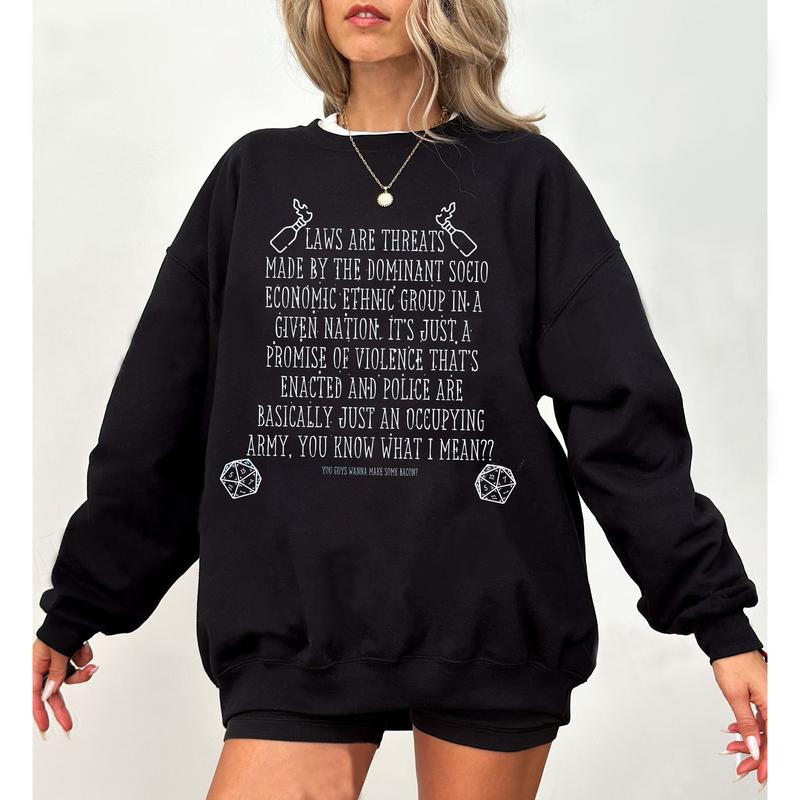 LAWS ARE THREATS
MADE BY THE DOMINANT SOCIO
ECONOMIC ETHNIC GROUP IN A
GIVEN NATION. IT'S JUST A
PROMISE OF VIOLENCE THAT'S
ENACTED AND POLICE ARE
BASICALLY JUST AN OCCUPYING
ARMY, YOU KNOW WHAT I MEAN??
YOU GUYS WANNA MAKE SOME BACON?